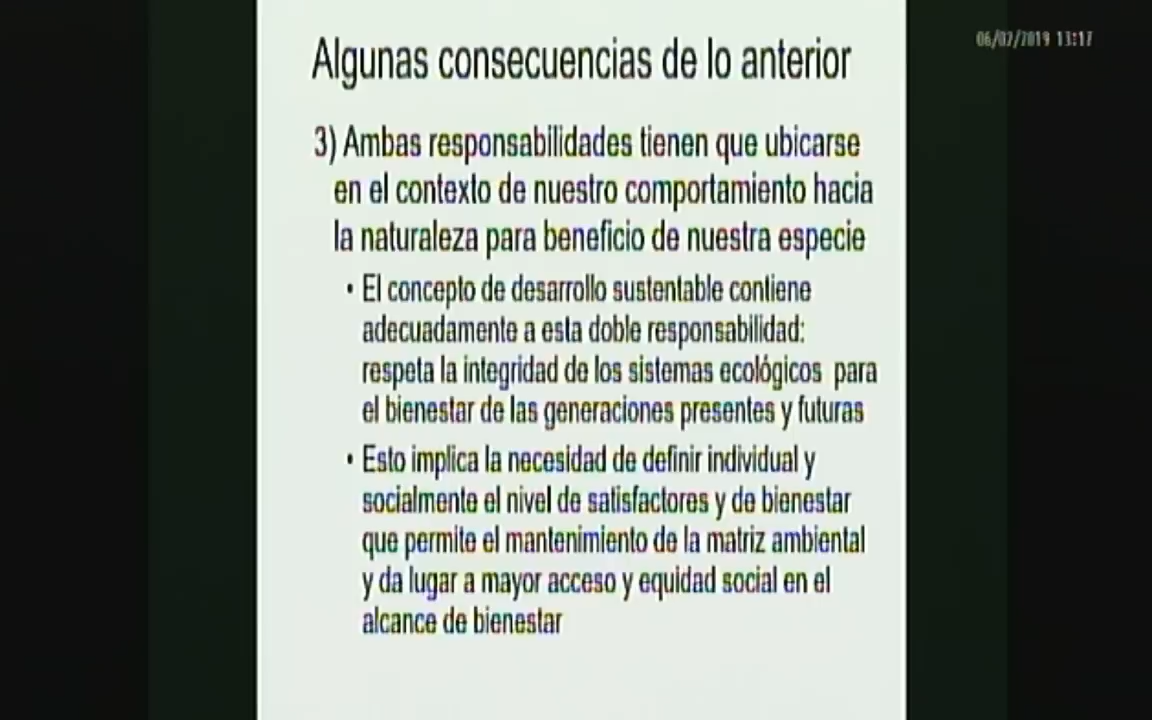 06/02/2019 13:17
Algunas consecuencias de lo anterior
3) Ambas responsabilidades tienen que ubicarse
en el contexto de nuestro comportamiento hacia
la naturaleza para beneficio de nuestra especie
• El concepto de desarrollo sustentable contiene
adecuadamente a esta doble responsabilidad:
respeta la integridad de los sistemas ecológicos para
el bienestar de las generaciones presentes y futuras
• Esto implica la necesidad de definir individual y
socialmente el nivel de satisfactores y de bienestar
que permite el mantenimiento de la matriz ambiental
y da lugar a mayor acceso y equidad social en el
alcance de bienestar